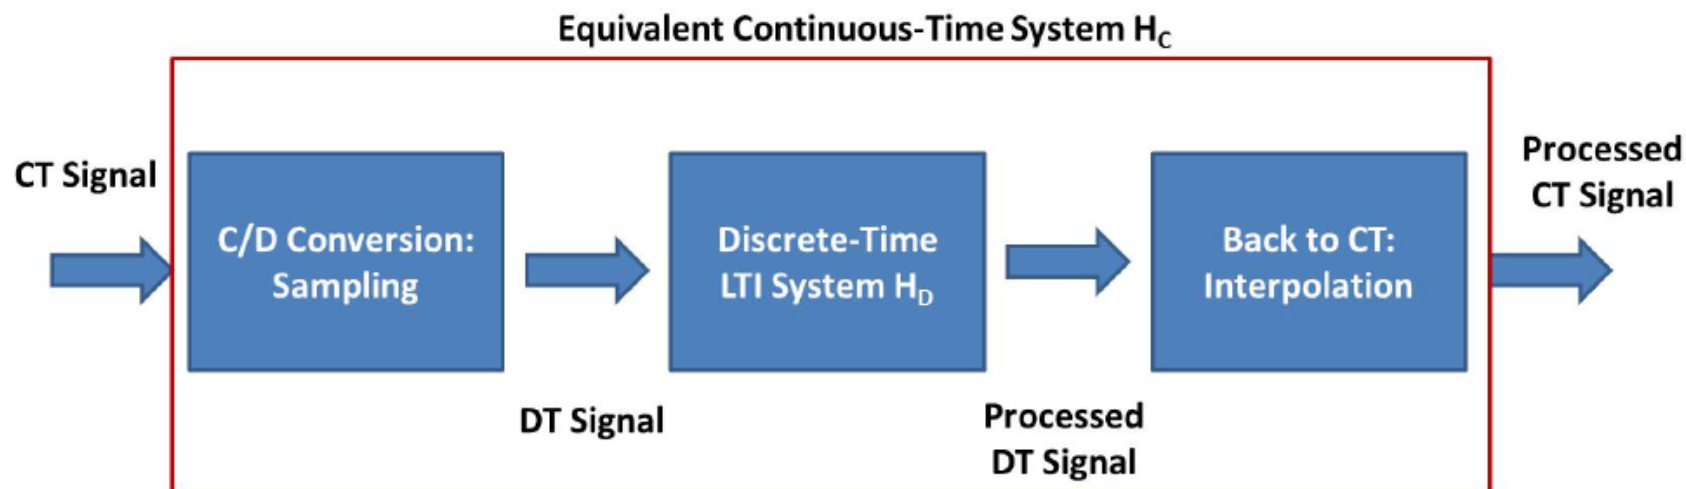 Equivalent Continuous-Time System H_C
CT Signal
C/D Conversion:
Sampling
DT Signal
Discrete-Time
LTI System H_D
Processed
DT Signal
Back to CT:
Interpolation
Processed
CT Signal